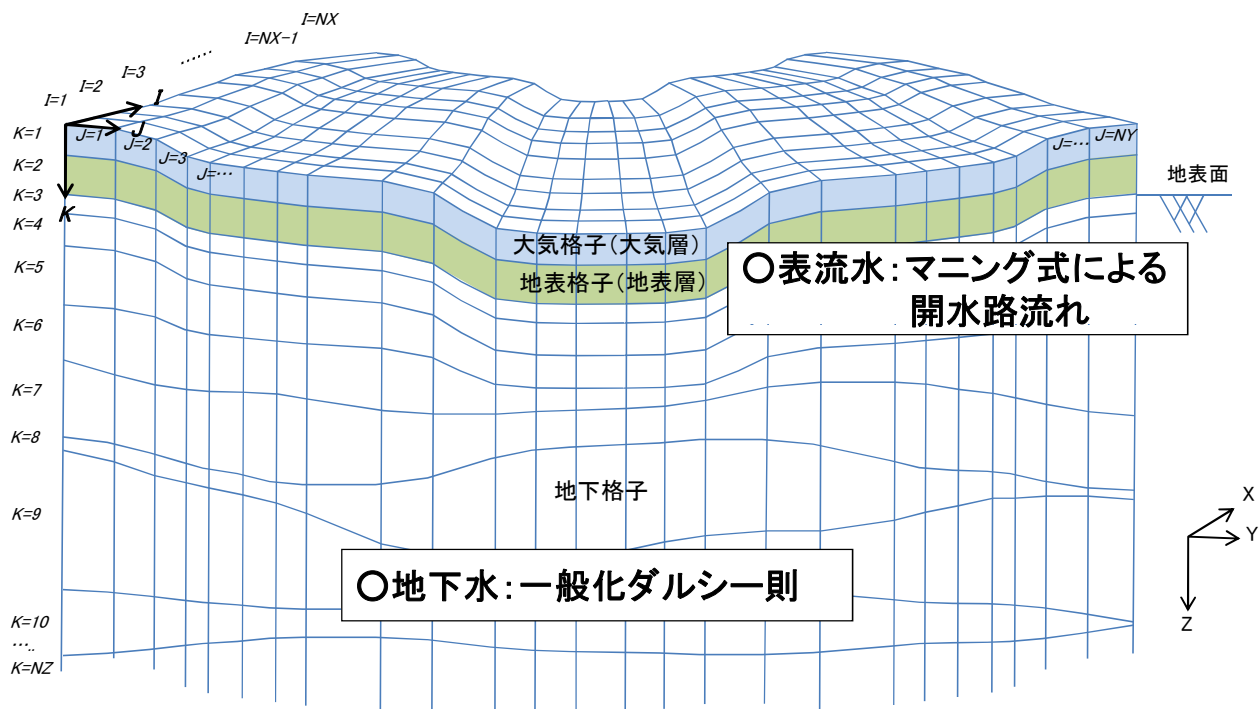 I=NX
I=NX-1
……
I=3
I=2
I=1
I
J
K
K=1
K=2
K=3
K=4
K=5
K=6
K=7
K=8
K=9
K=10
…..
K=NZ
J=1
J=2
J=3
J=…
J=…
J=NY
地表面
大気格子(大気層)
地表格子(地表層)
○表流水:マニング式による
開水路流れ
地下格子
○地下水:一般化ダルシー則
X
Y
Z